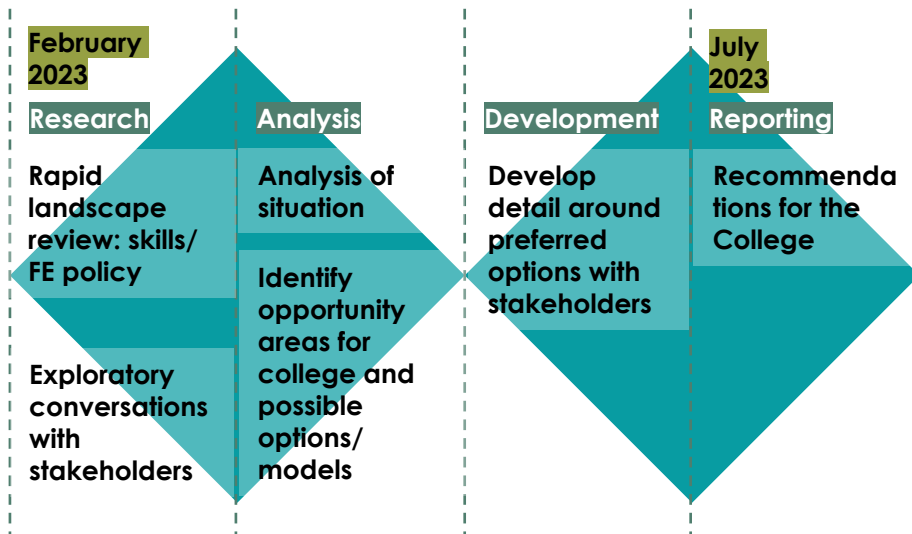 February
2023
Research
Rapid
landscape
review: skills/
FE policy
Exploratory
conversations
with
stakeholders
Analysis
Analysis of
situation
Identify
opportunity
areas for
college and
possible
options/
models
Development
Develop
detail around
preferred
options with
stakeholders
July
2023
Reporting
Recommenda
tions for the
College